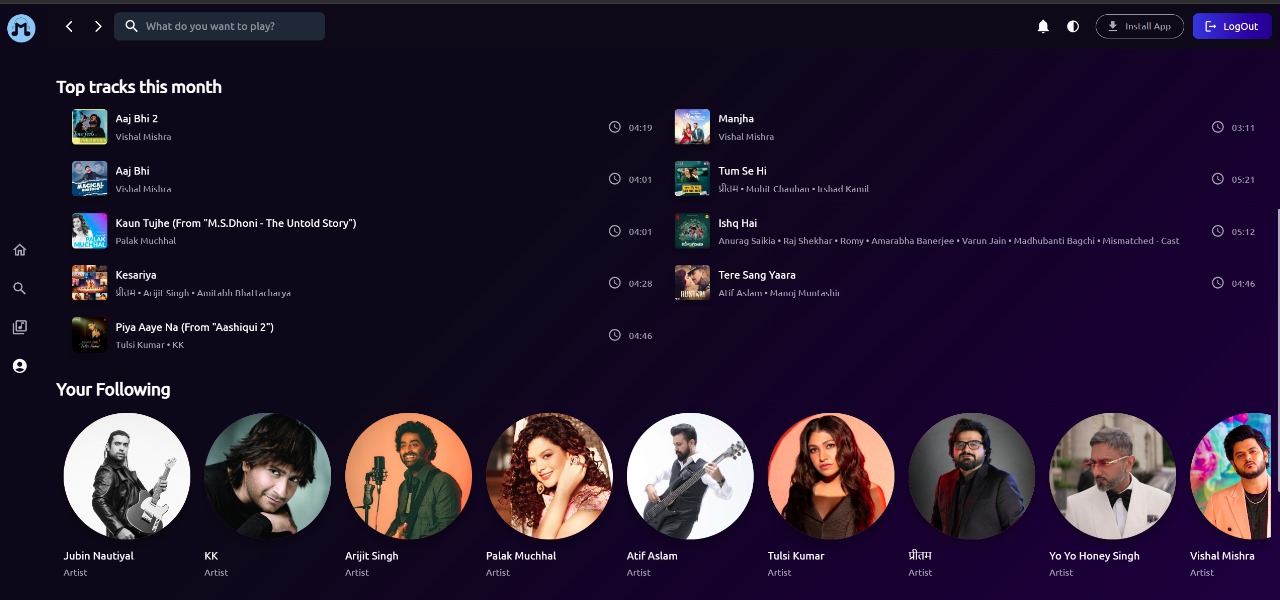 What do you want to play?
Install App
LogOut
Top tracks this month
Aaj Bhi 2
Vishal Mishra
04:19
Aaj Bhi
Vishal Mishra
04:01
Kaun Tujhe (From "M.S.Dhoni - The Untold Story")
Palak Muchhal
04:01
Kesariya
प्रीतम • Arijit Singh • Amitabh Bhattacharya
04:28
Piya Aaye Na (From "Aashiqui 2")
Tulsi Kumar • KK
04:46
Manjha
Vishal Mishra
03:11
Tum Se Hi
प्रीतम • Mohit Chauhan • Irshad Kamil
05:21
Ishq Hai
Anurag Saikia • Raj Shekhar • Romy • Amarabha Banerjee • Varun Jain • Madhubanti Bagchi • Mismatched - Cast
05:12
Tere Sang Yaara
Atif Aslam • Manoj Muntashir
04:46
Your Following
Jubin Nautiyal
Artist
KK
Artist
Arijit Singh
Artist
Palak Muchhal
Artist
Atif Aslam
Artist
Tulsi Kumar
Artist
प्रीतम
Artist
Yo Yo Honey Singh
Artist
Vishal Mishra
Artist